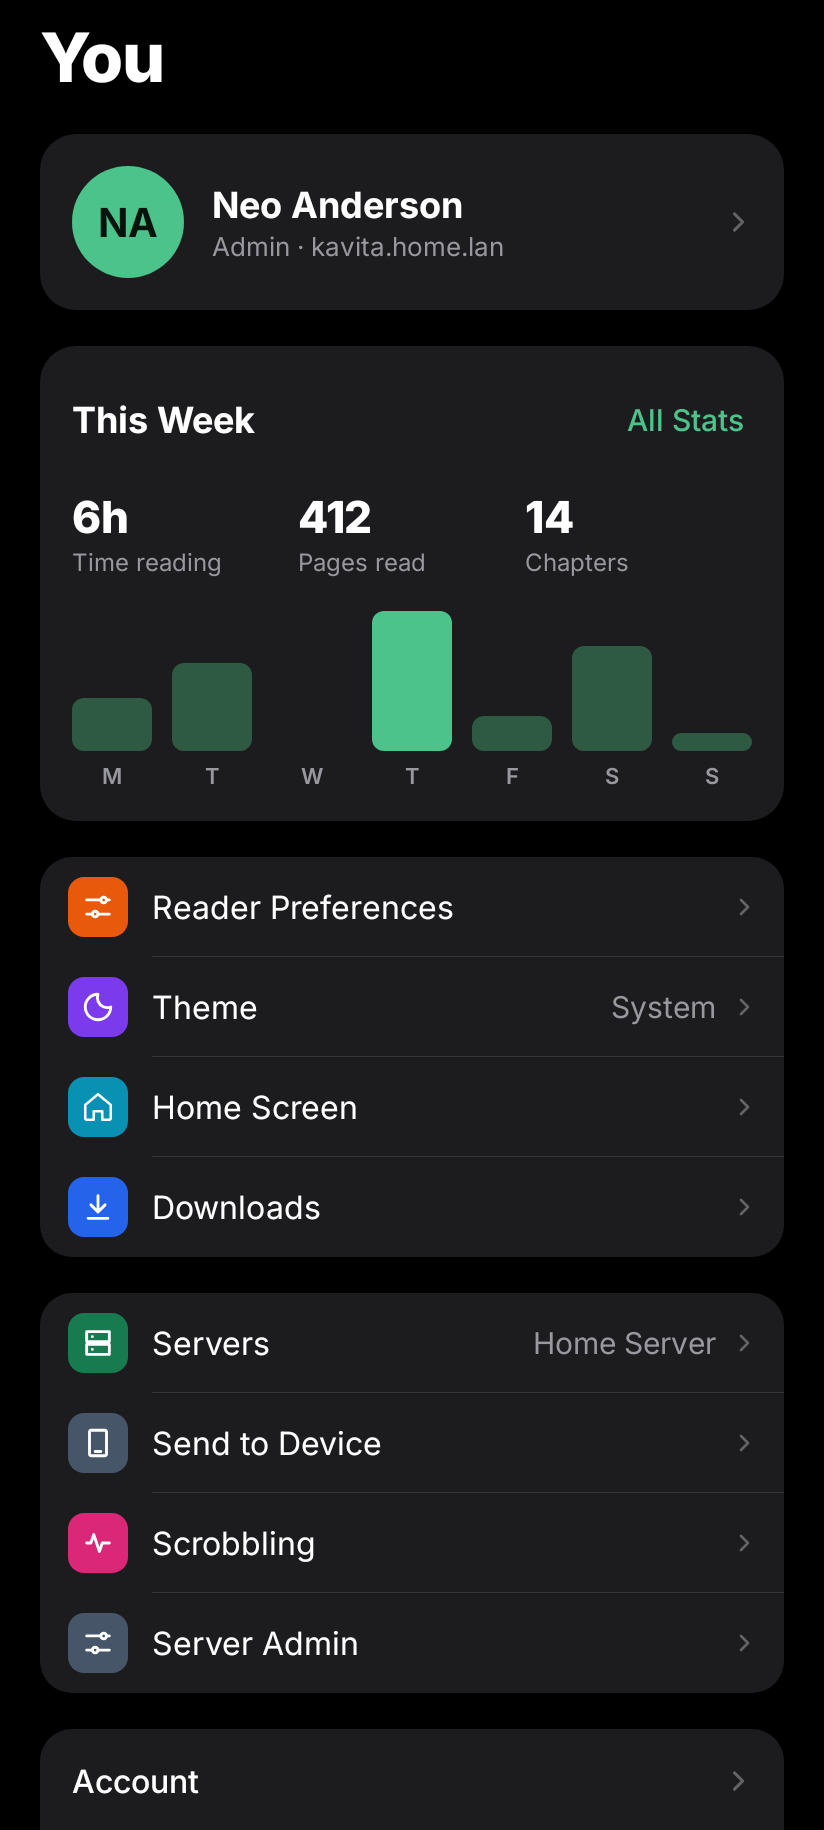 You
NA
Neo Anderson
Admin · kavita.home.lan
This Week
All Stats
6h
412
14
Time reading
Pages read
Chapters
M T W T F S S
Reader Preferences
Theme
System
Home Screen
Downloads
Servers
Home Server
Send to Device
Scrobbling
Server Admin
Account